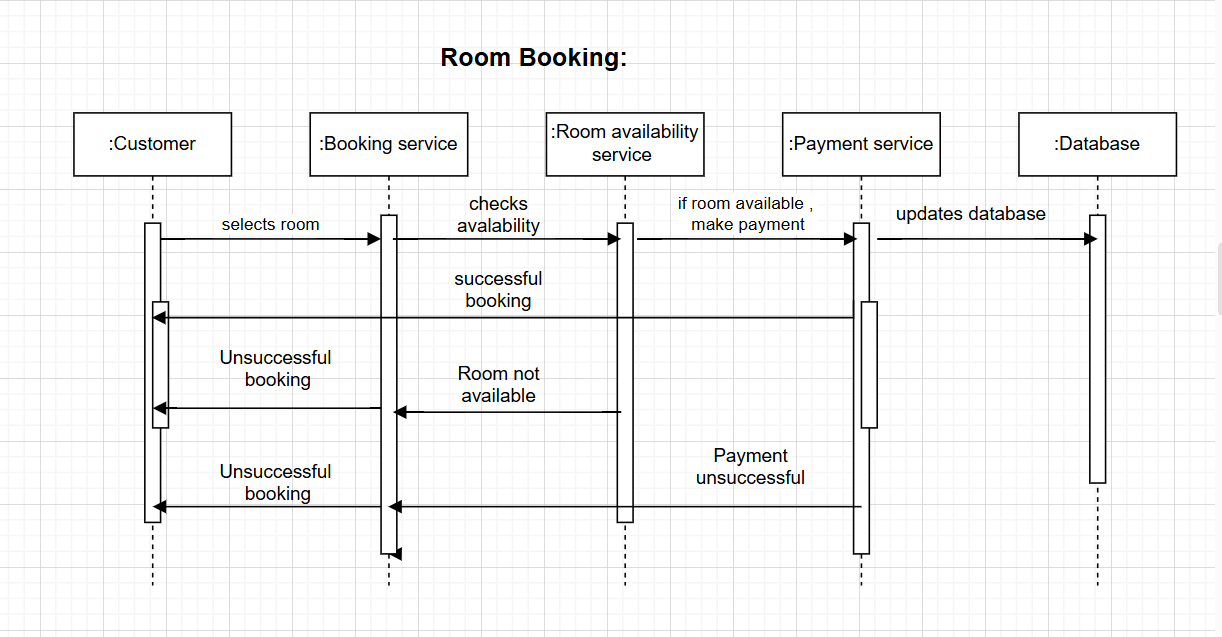 Room Booking:
:Customer
:Booking service
:Room availability
service
:Payment service
:Database
selects room
checks
avalability
if room available ,
make payment
updates database
successful
booking
Unsuccessful
booking
Room not
available
Unsuccessful
booking
Payment
unsuccessful